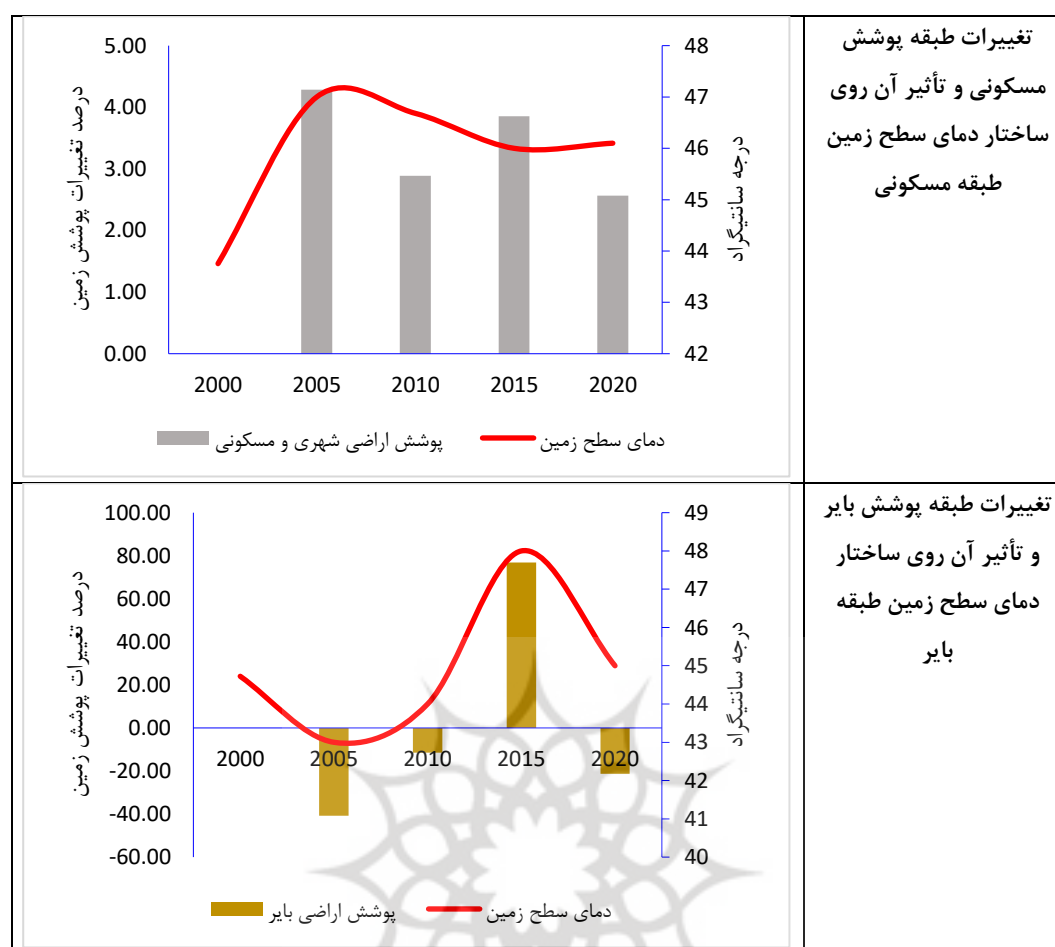 تغییرات طبقه پوشش
مسکونی و تأثیر آن روی
ساختار دمای سطح زمین
طبقه مسکونی
درصد تغییرات پوشش زمین
5.00
4.00
3.00
2.00
1.00
0.00
48
47
46
45
44
43
42
درجه سانتیگراد
2000 2005 2010 2015 2020
پوشش اراضی شهری و مسکونی
دمای سطح زمین
تغییرات طبقه پوشش بایر
و تأثیر آن روی ساختار
دمای سطح زمین طبقه
بایر
درصد تغییرات پوشش زمین
100.00
80.00
60.00
40.00
20.00
0.00
-20.00
-40.00
-60.00
49
48
47
46
45
44
43
42
41
40
درجه سانتیگراد
2000 2005 2010 2015 2020
پوشش اراضی بایر
دمای سطح زمین